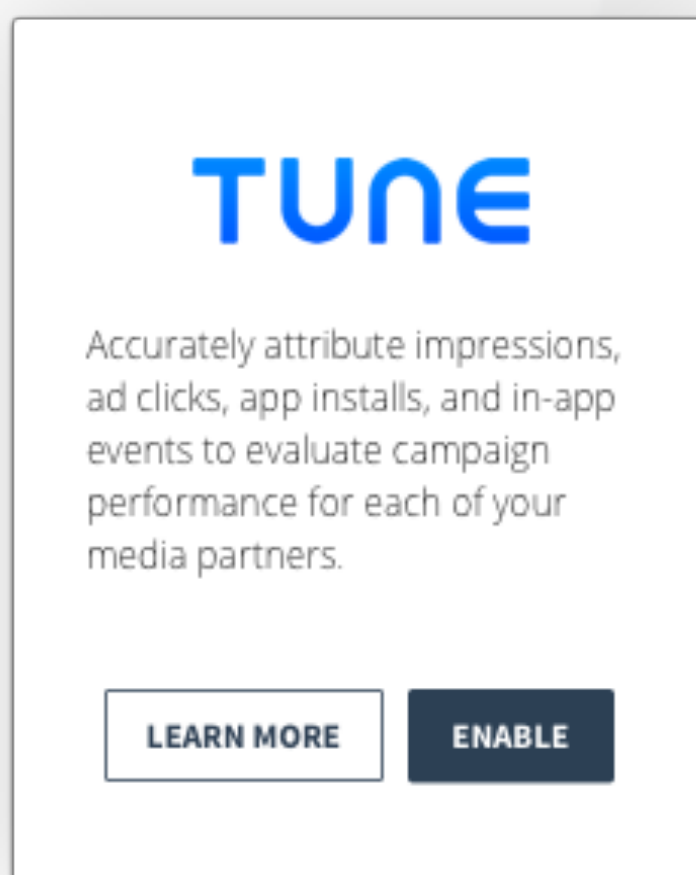 TUNE
Accurately attribute impressions,
ad clicks, app installs, and in-app
events to evaluate campaign
performance for each of your
media partners.
LEARN MORE ENABLE